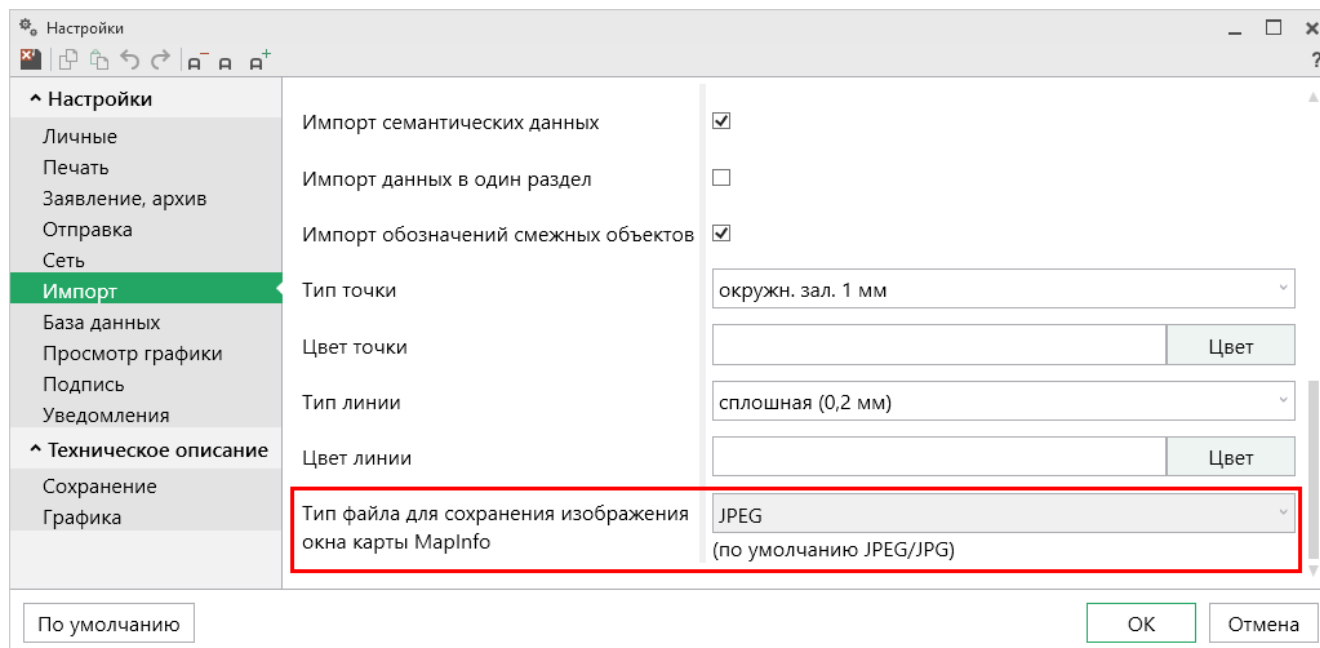 Настройки
?
Настройки
Личные
Печать
Заявление, архив
Отправка
Сеть
Импорт
База данных
Просмотр графики
Подпись
Уведомления
Техническое описание
Сохранение
Графика
Импорт семантических данных
Импорт данных в один раздел
Импорт обозначений смежных объектов
Тип точки
окружн. зал. 1 мм
Цвет точки
Цвет
Тип линии
сплошная (0,2 мм)
Цвет линии
Цвет
Тип файла для сохранения изображения
окна карты MapInfo
JPEG
(по умолчанию JPEG/JPG)
По умолчанию
ОК
Отмена